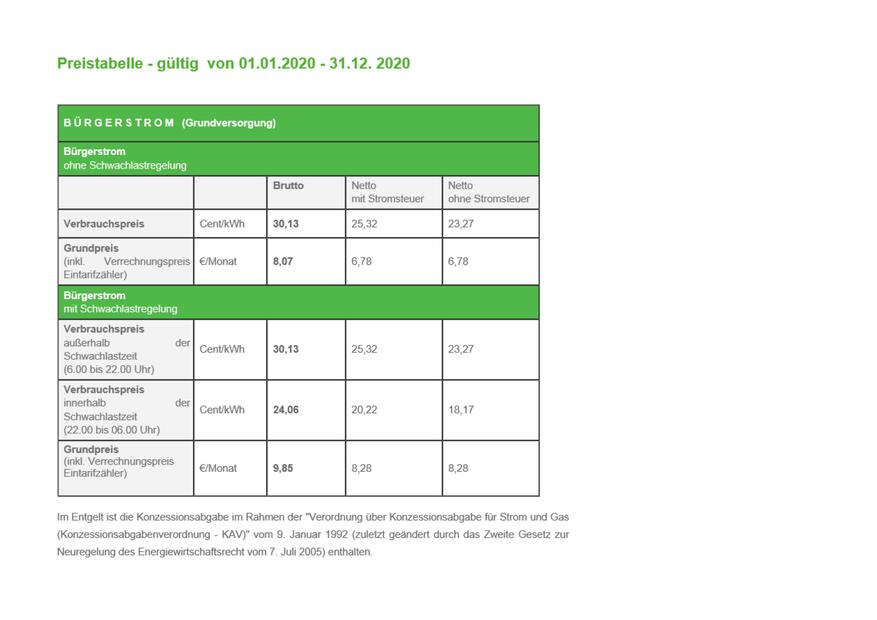 Preistabelle - gültig von 01.01.2020 - 31.12. 2020
BÜRGERSTROM (Grundversorgung)
Bürgerstrom
ohne Schwachlastregelung
Brutto
Netto
mit Stromsteuer
Netto
ohne Stromsteuer
Verbrauchspreis
Cent/kWh
30,13
25,32
23,27
Grundpreis
(inkl. Verrechnungspreis
Eintarifzähler)
€/Monat
8,07
6,78
6,78
Bürgerstrom
mit Schwachlastregelung
Verbrauchspreis
außerhalb der
Schwachlastzeit
(6.00 bis 22.00 Uhr)
Cent/kWh
30,13
25,32
23,27
Verbrauchspreis
innerhalb der
Schwachlastzeit
(22.00 bis 06.00 Uhr)
Cent/kWh
24,06
20,22
18,17
Grundpreis
(inkl. Verrechnungspreis
Eintarifzähler)
€/Monat
9,85
8,28
8,28
Im Entgelt ist die Konzessionsabgabe im Rahmen der "Verordnung über Konzessionsabgabe für Strom und Gas
(Konzessionsabgabenverordnung - KAV)" vom 9. Januar 1992 (zuletzt geändert durch das Zweite Gesetz zur
Neuregelung des Energiewirtschaftsrecht vom 7. Juli 2005) enthalten.